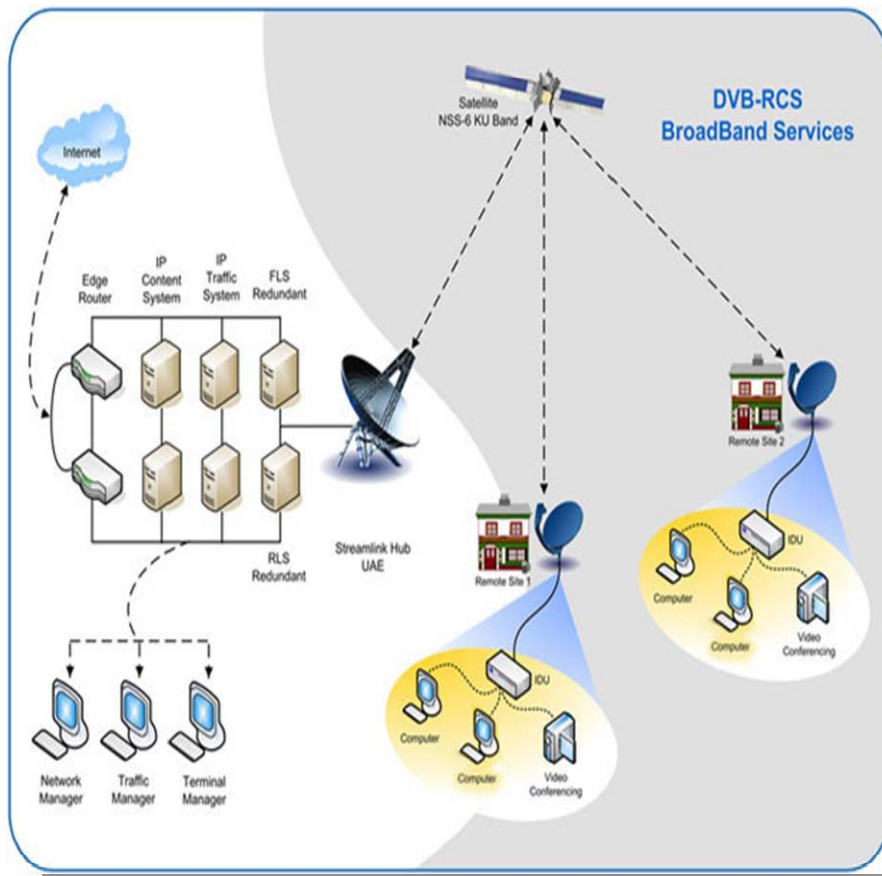 DVB-RCS
BroadBand Services
Satellite
NSS-6 KU Band
Internet
Edge
Router
IP
Content
System
IP
Traffic
System
FLS
Redundant
RLS
Redundant
Streamlink Hub
UAE
Remote Site 1
Remote Site 2
IDU
Computer
Computer
Video
Conferencing
IDU
Computer
Computer
Video
Conferencing
Network
Manager
Traffic
Manager
Terminal
Manager